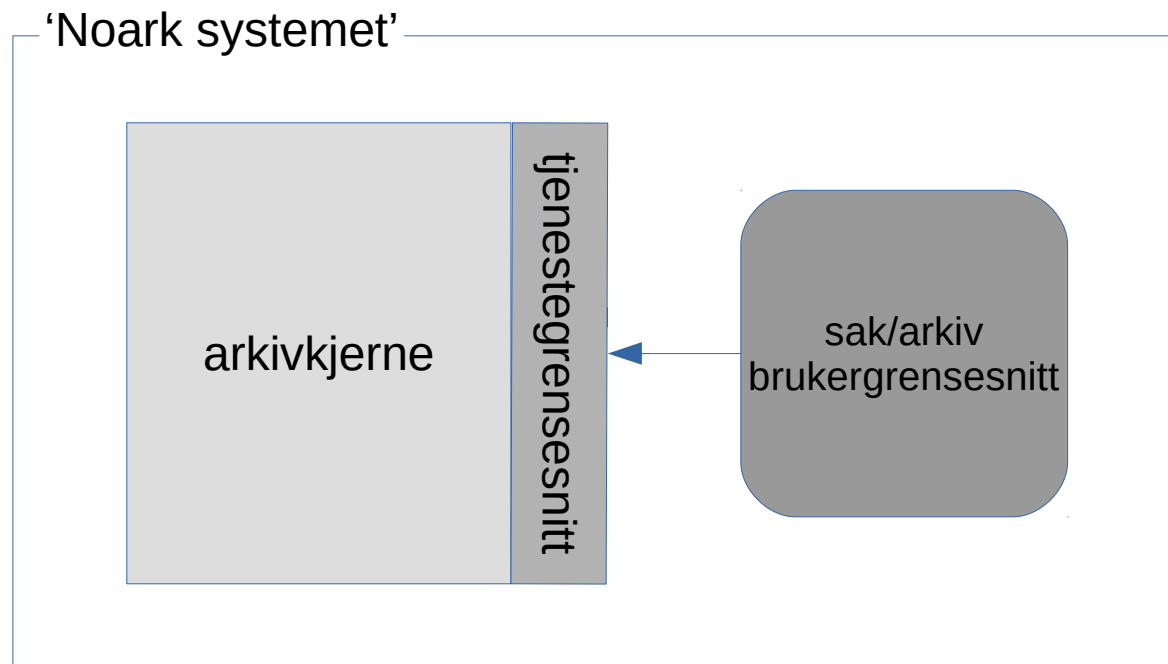 ‘Noark systemet’
arkivkjerne
tjenestegrensesnitt
sak/arkiv
brukergrensesnitt